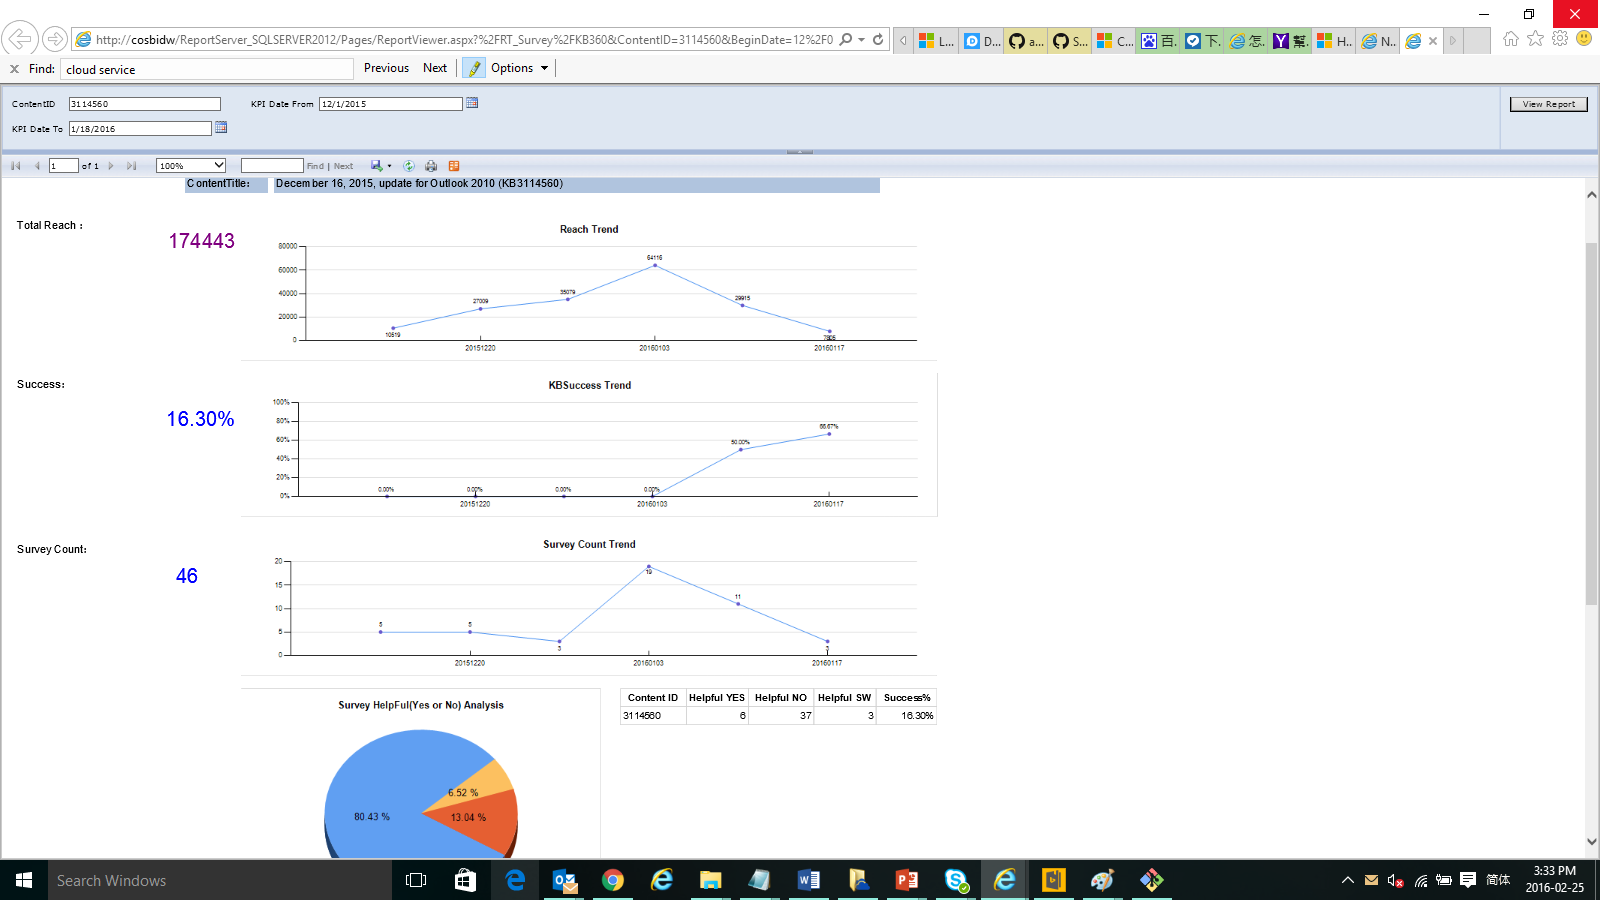 http://cosbidw/ReportServer_SQLSERVER2012/Pages/ReportViewer.aspx?%2FRT_Survey%2FKB360&ContentID=3114560&BeginDate=12%2F0
L... D... a... S... C... 百. 下. 怎. 幫. H.. N..
x Find: cloud service Previous Next Options
ContentID 3114560 KPI Date From 12/1/2015 View Report
KPI Date To 1/18/2016
1 of 1 100% Find | Next
ContentTitle: December 16, 2015, update for Outlook 2010 (KB3114560)
Total Reach :
174443
Reach Trend
80000
60000
40000
20000
0
10519
27009
35079
64116
29915
7805
20151220 20160103 20160117
Success:
16.30%
KBSuccess Trend
100%
80%
60%
40%
20%
0%
0.00% 0.00% 0.00% 0.00% 50.00% 66.67%
20151220 20160103 20160117
Survey Count:
46
Survey Count Trend
20
15
10
5
0
5 5 3 19 11 3
20151220 20160103 20160117
Survey HelpFul(Yes or No) Analysis
80.43 %
6.52 %
13.04 %
Content ID Helpful YES Helpful NO Helpful SW Success%
3114560 6 37 3 16.30%
Search Windows
简体
3:33 PM
2016-02-25